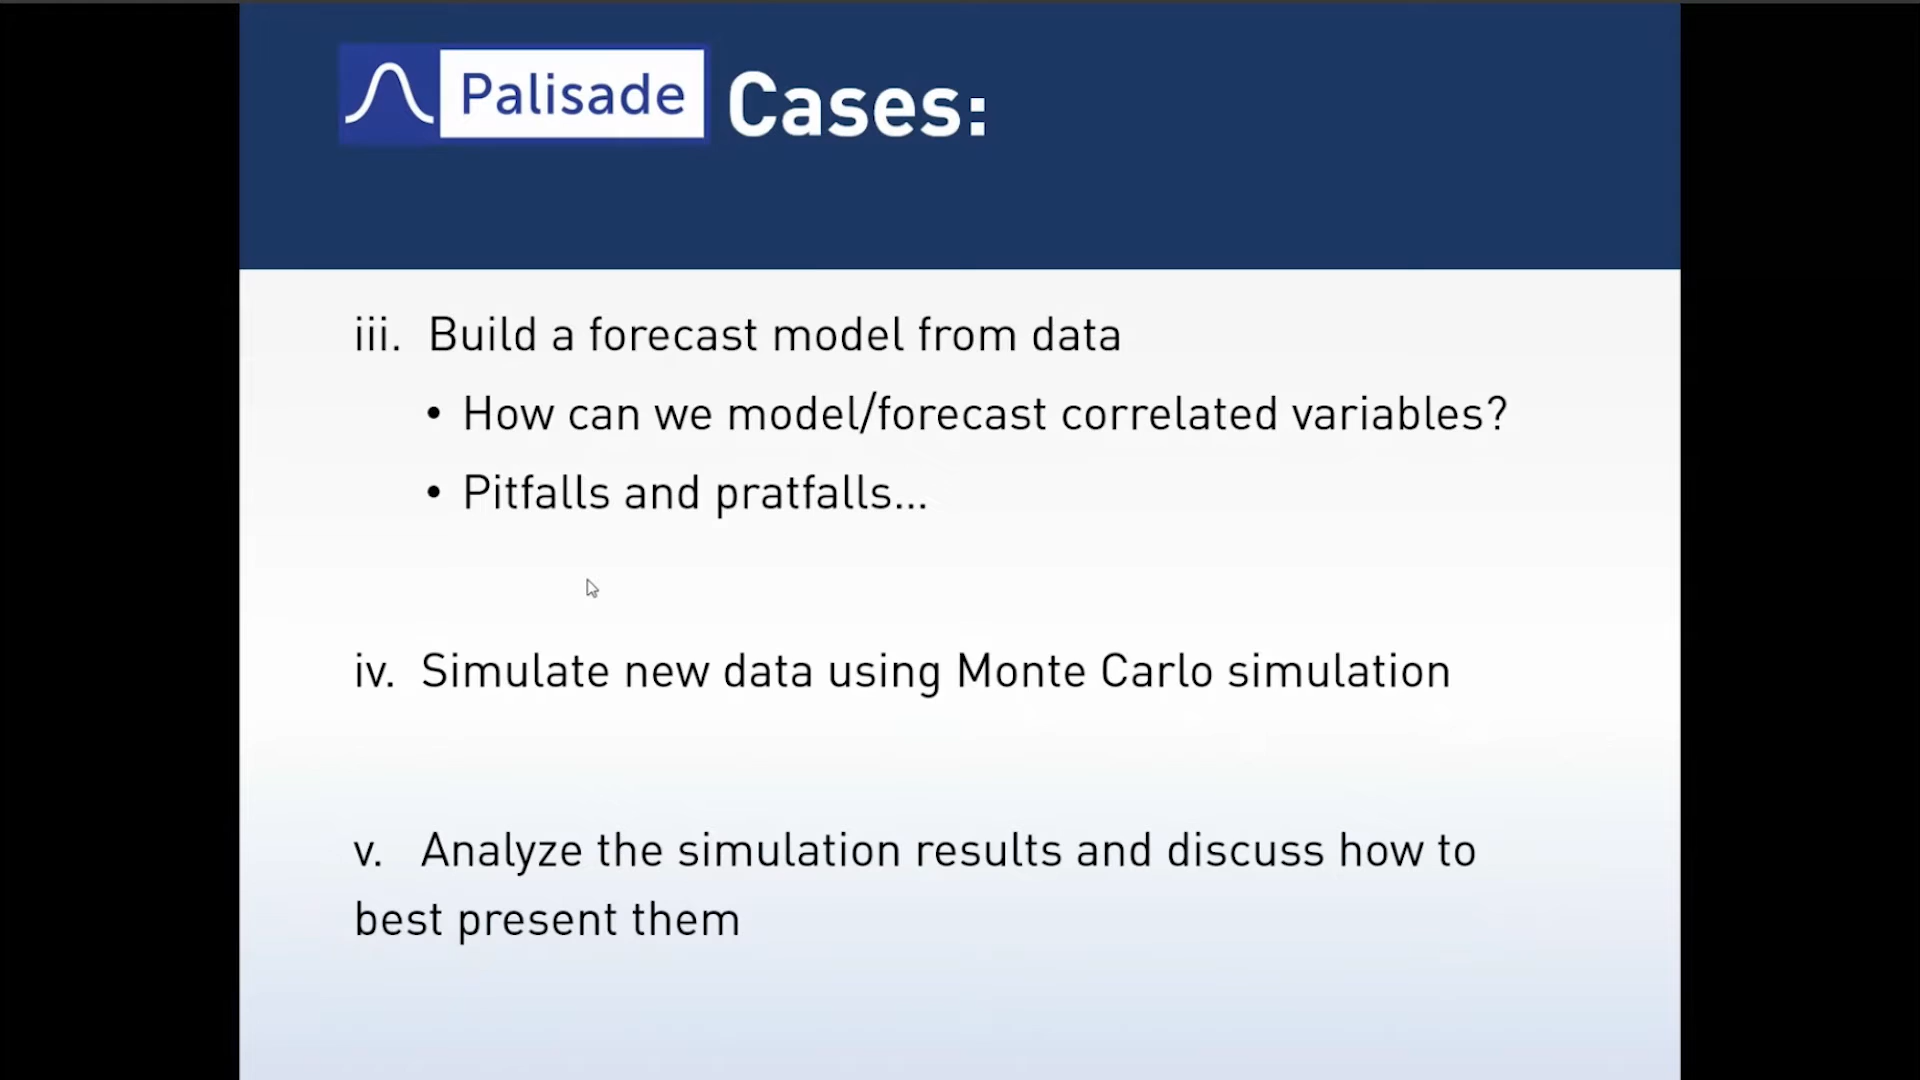 Palisade Cases:
iii. Build a forecast model from data
• How can we model/forecast correlated variables?
• Pitfalls and pratfalls...
iv. Simulate new data using Monte Carlo simulation
v. Analyze the simulation results and discuss how to
best present them